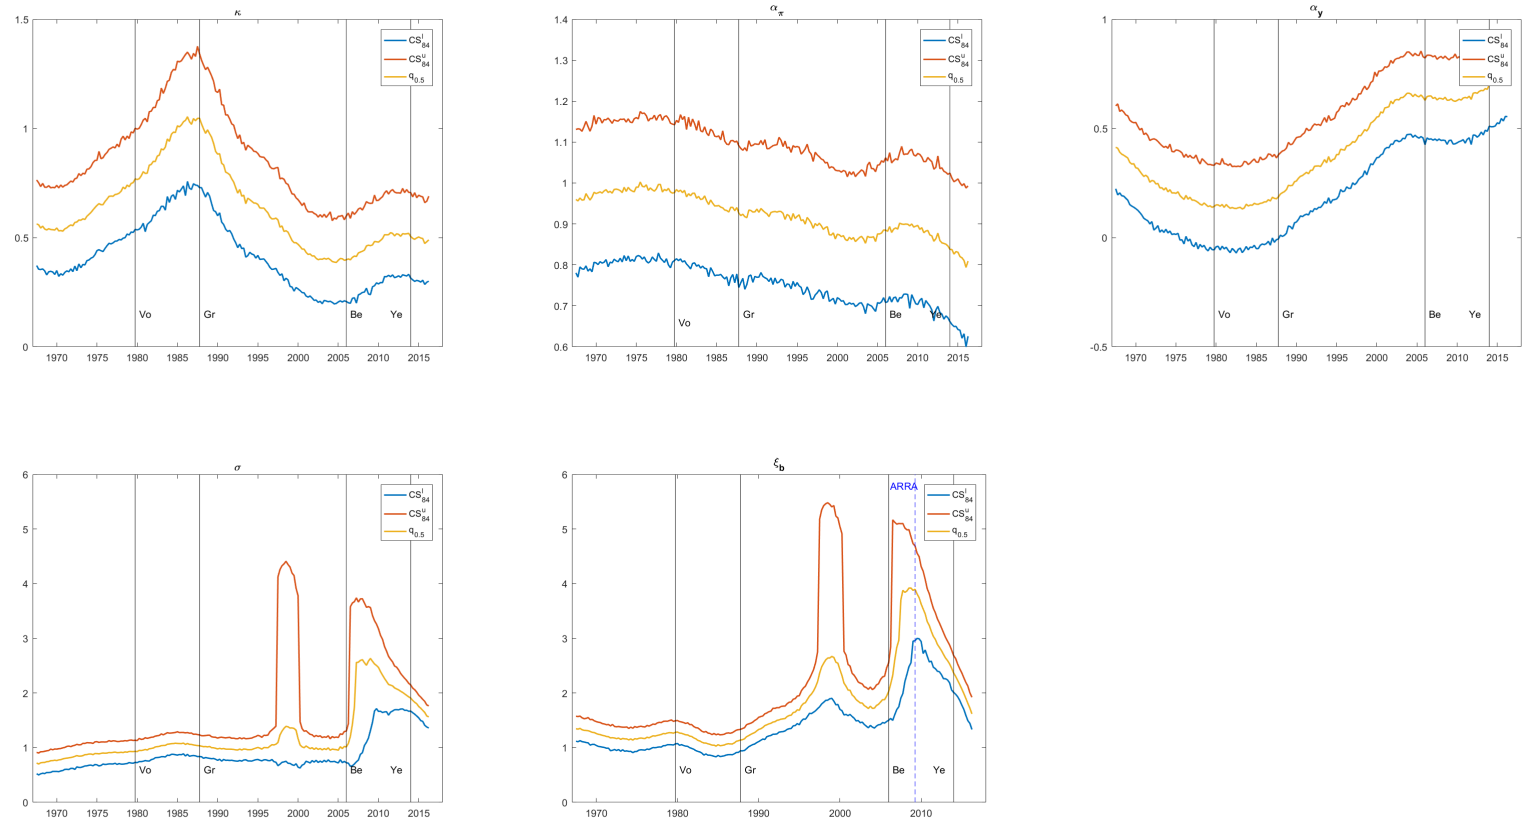 κ
1.5
1
0.5
0
1970 1975 1980 1985 1990 1995 2000 2005 2010 2015
Vo Gr Be Ye
CS^l_84
CS^u_84
q_0.5
α_π
1.4
1.3
1.2
1.1
1
0.9
0.8
0.7
0.6
1970 1975 1980 1985 1990 1995 2000 2005 2010 2015
Vo Gr Be Ye
CS^l_84
CS^u_84
q_0.5
α_y
1
0.5
0
-0.5
1970 1975 1980 1985 1990 1995 2000 2005 2010 2015
Vo Gr Be Ye
CS^l_84
CS^u_84
q_0.5
σ
6
5
4
3
2
1
0
1970 1975 1980 1985 1990 1995 2000 2005 2010 2015
Vo Gr Be Ye
CS^l_84
CS^u_84
q_0.5
ξ_b
6
5
4
3
2
1
0
1970 1980 1990 2000 2010
Vo Gr Be Ye
ARRA
CS^l_84
CS^u_84
q_0.5